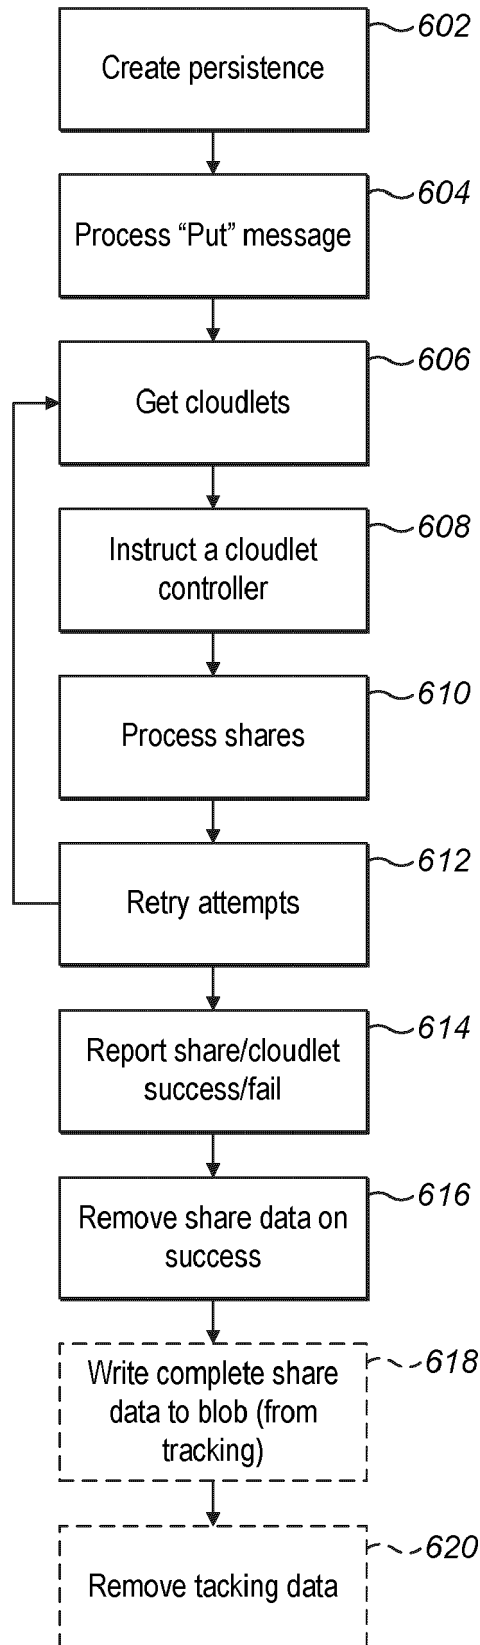 Create persistence
602
Process “Put” message
604
Get cloudlets
606
Instruct a cloudlet
controller
608
Process shares
610
Retry attempts
612
Report share/cloudlet
success/fail
614
Remove share data on
success
616
Write complete share
data to blob (from
tracking)
618
Remove tacking data
620